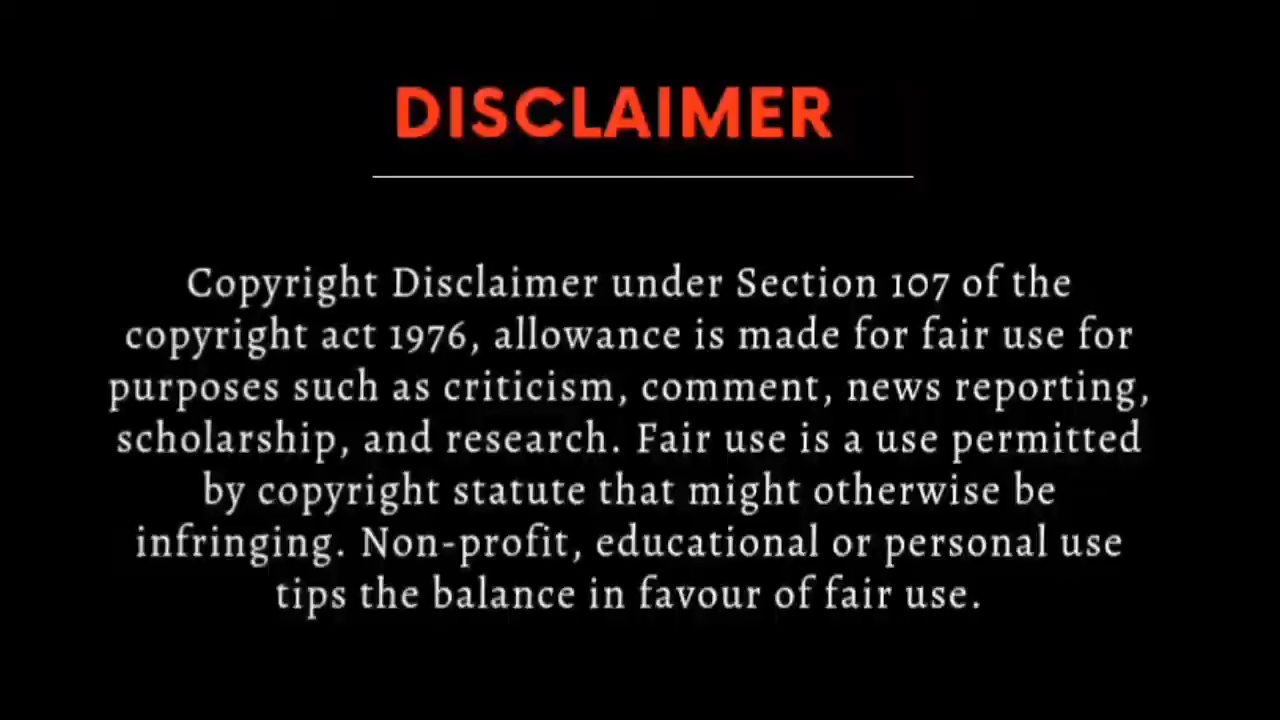 DISCLAIMER
Copyright Disclaimer under Section 107 of the
copyright act 1976, allowance is made for fair use for
purposes such as criticism, comment, news reporting,
scholarship, and research. Fair use is a use permitted
by copyright statute that might otherwise be
infringing. Non-profit, educational or personal use
tips the balance in favour of fair use.